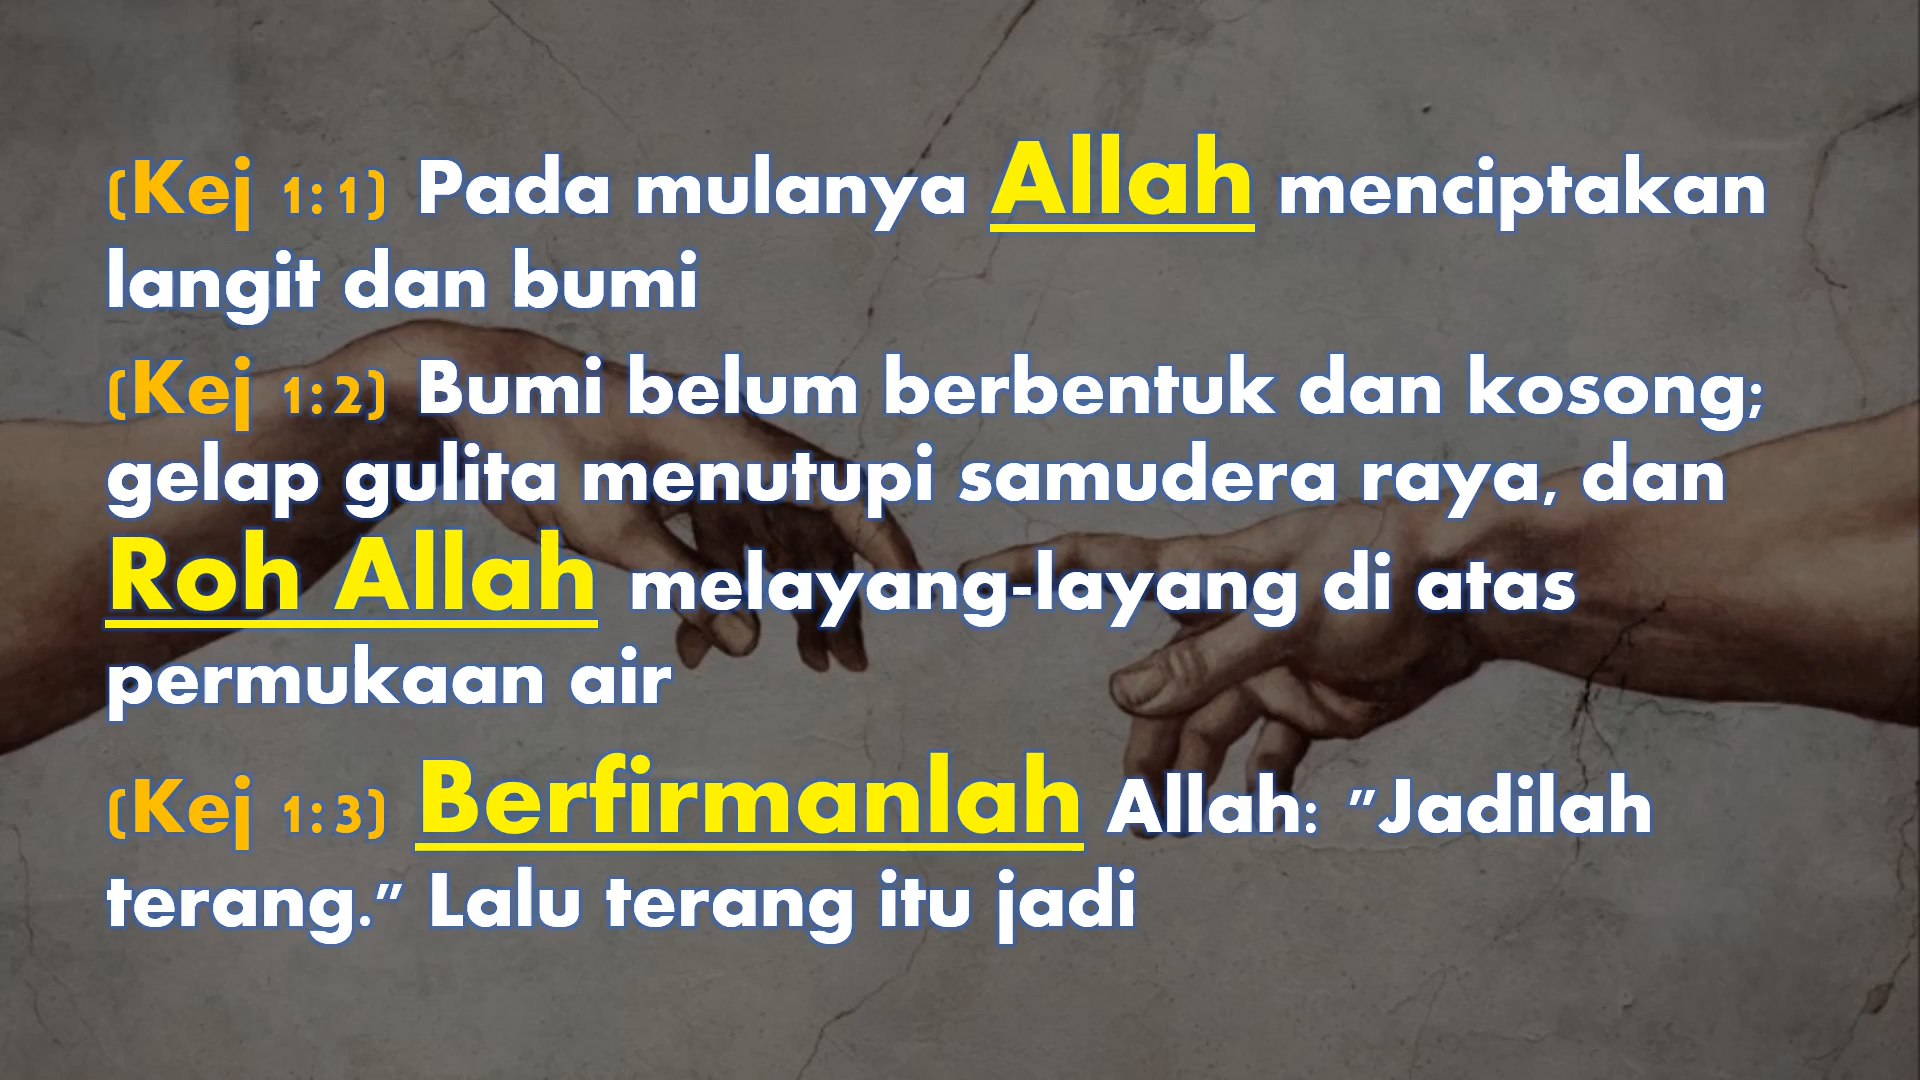 (Kej 1:1) Pada mulanya Allah menciptakan
langit dan bumi
(Kej 1:2) Bumi belum berbentuk dan kosong;
gelap gulita menutupi samudera raya, dan
Roh Allah melayang-layang di atas
permukaan air
(Kej 1:3) Berfirmanlah Allah: "Jadilah
terang." Lalu terang itu jadi